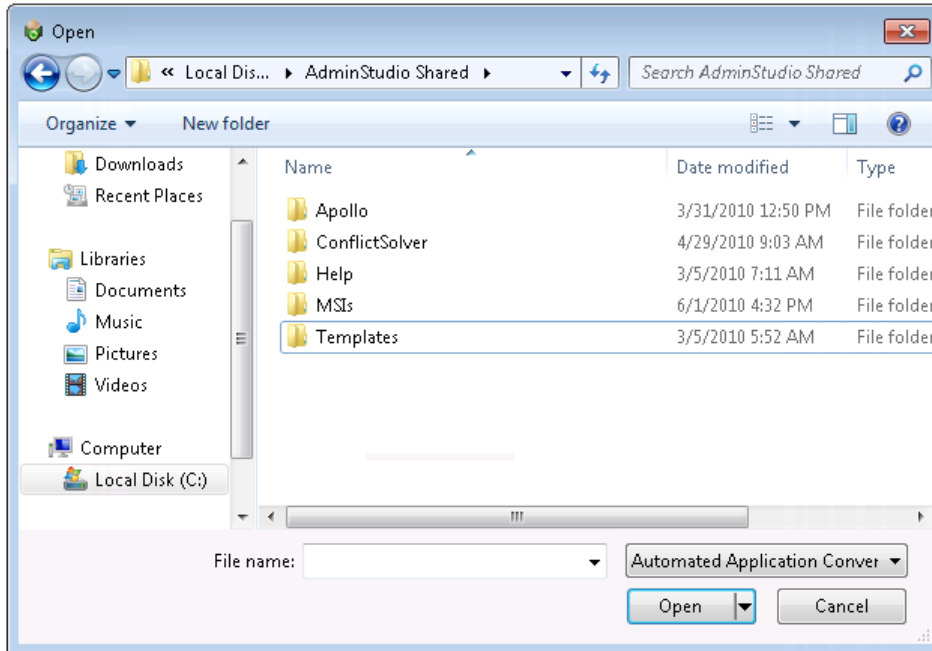 Open
« Local Dis... AdminStudio Shared Search AdminStudio Shared
Organize New folder
Name Date modified Type
Downloads
Recent Places
Libraries
Documents
Music
Pictures
Videos
Computer
Local Disk (C:)
Apollo 3/31/2010 12:50 PM File folder
ConflictSolver 4/29/2010 9:03 AM File folder
Help 3/5/2010 7:11 AM File folder
MSIs 6/1/2010 4:32 PM File folder
Templates 3/5/2010 5:52 AM File folder
File name: Automated Application Conver
Open Cancel